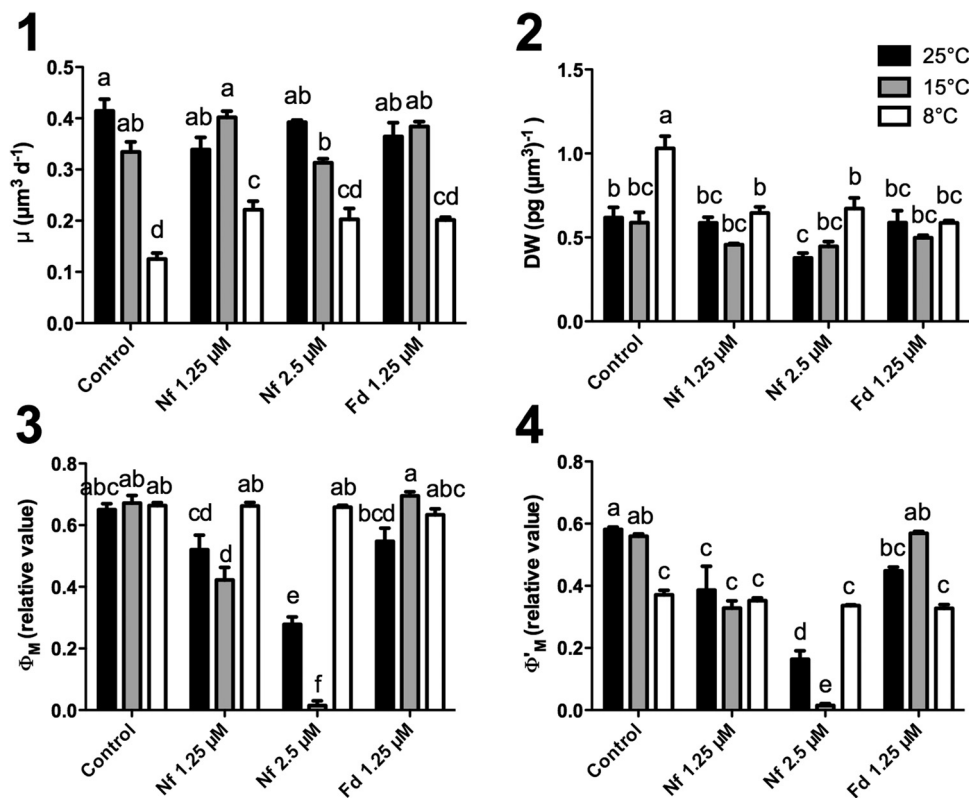 1
μ (μm³ d⁻¹)
0.5
0.4
0.3
0.2
0.1
0.0
a
ab
d
ab
a
c
ab
b
cd
ab
ab
cd
Control
Nf 1.25 μM
Nf 2.5 μM
Fd 1.25 μM
2
25°C
15°C
8°C
DW (pg (μm³)⁻¹)
1.5
1.0
0.5
0.0
b
bc
a
bc
bc
b
c
bc
b
bc
bc
bc
Control
Nf 1.25 μM
Nf 2.5 μM
Fd 1.25 μM
3
ΦM (relative value)
0.8
0.6
0.4
0.2
0.0
abc
ab
ab
cd
d
ab
e
f
ab
bcd
a
abc
Control
Nf 1.25 μM
Nf 2.5 μM
Fd 1.25 μM
4
Φ'M (relative value)
0.8
0.6
0.4
0.2
0.0
a
ab
c
c
c
c
d
e
c
bc
ab
c
Control
Nf 1.25 μM
Nf 2.5 μM
Fd 1.25 μM